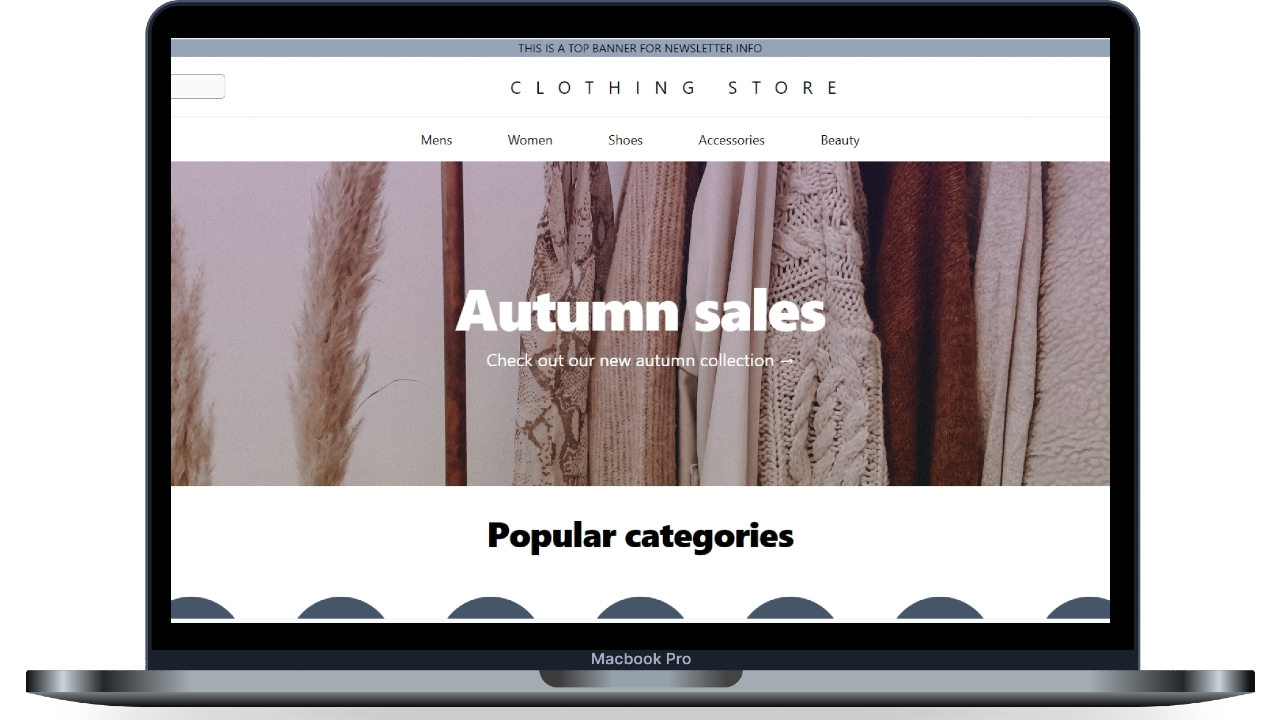 THIS IS A TOP BANNER FOR NEWSLETTER INFO
CLOTHING STORE
Mens Women Shoes Accessories Beauty
Autumn sales
Check out our new autumn collection →
Popular categories
Macbook Pro